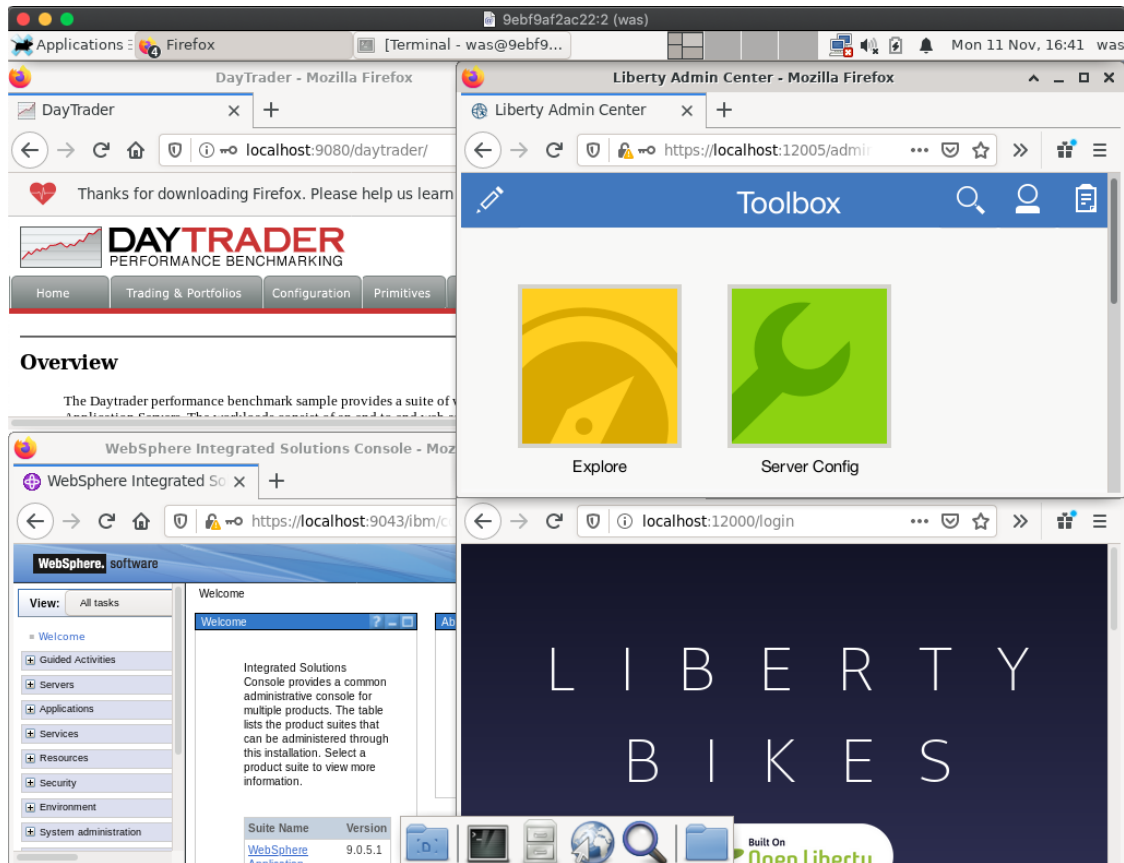 9ebf9af2ac22:2 (was)
Applications
Firefox
[Terminal - was@9ebf9...
Mon 11 Nov, 16:41 was
DayTrader - Mozilla Firefox
DayTrader
localhost:9080/daytrader/
Thanks for downloading Firefox. Please help us learn
DAYTRADER
PERFORMANCE BENCHMARKING
Home Trading & Portfolios Configuration Primitives
Overview
The Daytrader performance benchmark sample provides a suite of
Liberty Admin Center - Mozilla Firefox
Liberty Admin Center
https://localhost:12005/admin
Toolbox
Explore
Server Config
WebSphere Integrated Solutions Console - Moz
WebSphere Integrated So
https://localhost:9043/ibm/c
WebSphere. software
View: All tasks
Welcome
Guided Activities
Servers
Applications
Services
Resources
Security
Environment
System administration
Welcome
Welcome
Ab
Integrated Solutions
Console provides a common
administrative console for
multiple products. The table
lists the product suites that
can be administered through
this installation. Select a
product suite to view more
information.
Suite Name Version
WebSphere 9.0.5.1
localhost:12000/login
LIBERTY
BIKES
Built On
Open Liberty